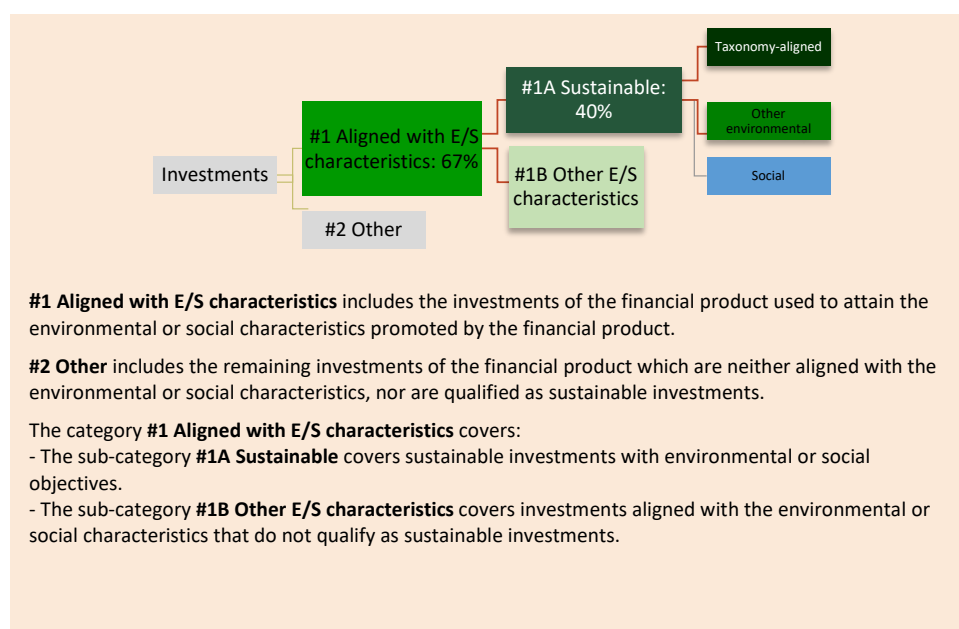 Taxonomy-aligned
#1A Sustainable:
40%
Other
environmental
#1 Aligned with E/S
characteristics: 67%
Investments
#1B Other E/S
characteristics
Social
#2 Other
#1 Aligned with E/S characteristics includes the investments of the financial product used to attain the
environmental or social characteristics promoted by the financial product.
#2 Other includes the remaining investments of the financial product which are neither aligned with the
environmental or social characteristics, nor are qualified as sustainable investments.
The category #1 Aligned with E/S characteristics covers:
- The sub-category #1A Sustainable covers sustainable investments with environmental or social
objectives.
- The sub-category #1B Other E/S characteristics covers investments aligned with the environmental or
social characteristics that do not qualify as sustainable investments.